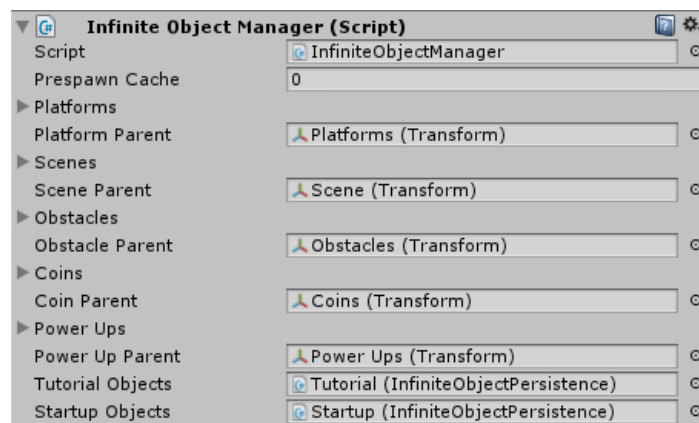 Infinite Object Manager (Script)
Script InfiniteObjectManager
Prespawn Cache 0
Platforms
Platform Parent Platforms (Transform)
Scenes
Scene Parent Scene (Transform)
Obstacles
Obstacle Parent Obstacles (Transform)
Coins
Coin Parent Coins (Transform)
Power Ups
Power Up Parent Power Ups (Transform)
Tutorial Objects Tutorial (InfiniteObjectPersistence)
Startup Objects Startup (InfiniteObjectPersistence)